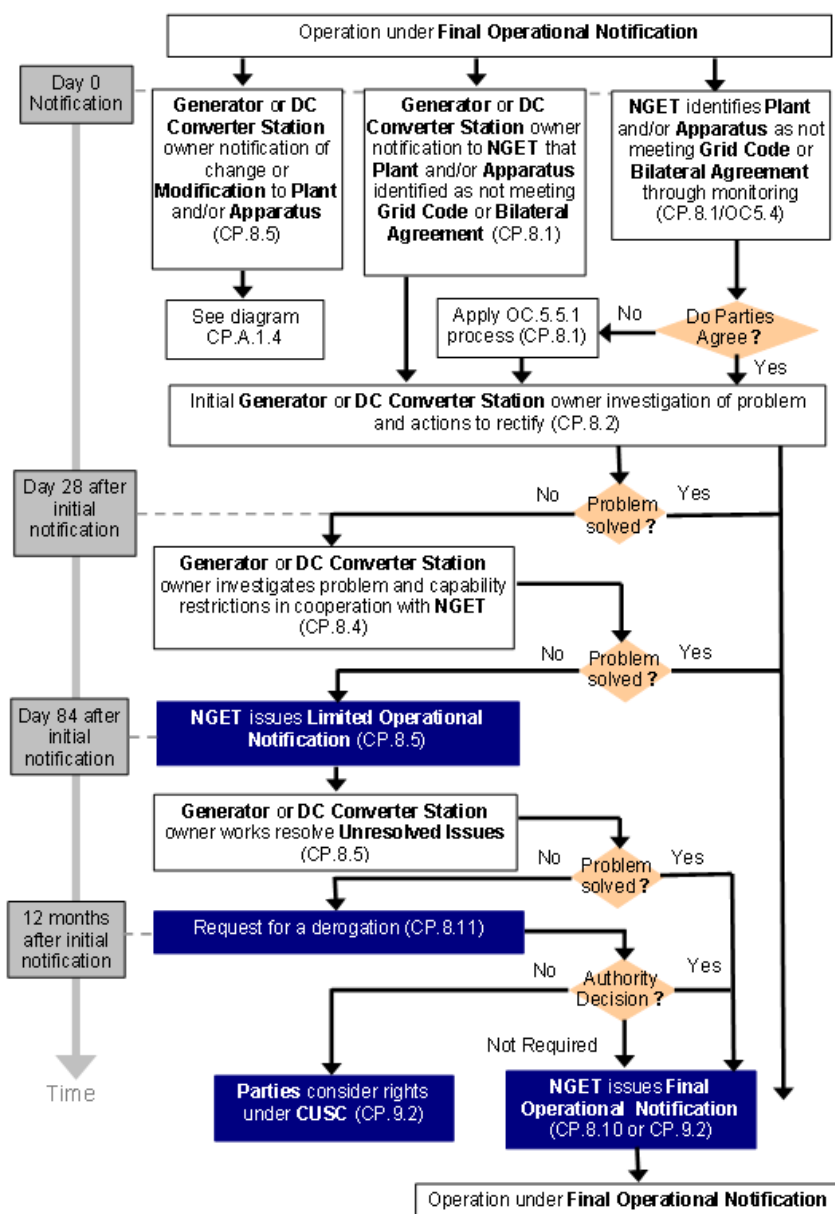 Operation under Final Operational Notification
Day 0
Notification
Generator or DC
Converter Station
owner notification of
change or
Modification to Plant
and/or Apparatus
(CP.8.5)
Generator or DC
Converter Station owner
notification to NGET that
Plant and/or Apparatus
identified as not meeting
Grid Code or Bilateral
Agreement (CP.8.1)
NGET identifies Plant
and/or Apparatus as not
meeting Grid Code or
Bilateral Agreement
through monitoring
(CP.8.1/OC5.4)
See diagram
CP.A.1.4
Apply OC.5.5.1
process (CP.8.1)
No
Do Parties
Agree ?
Yes
Initial Generator or DC Converter Station owner investigation of problem
and actions to rectify (CP.8.2)
Day 28 after
initial
notification
No
Problem
solved ?
Yes
Generator or DC Converter Station
owner investigates problem and capability
restrictions in cooperation with NGET
(CP.8.4)
No
Problem
solved ?
Yes
Day 84 after
initial
notification
NGET issues Limited Operational
Notification (CP.8.5)
Generator or DC Converter Station
owner works resolve Unresolved Issues
(CP.8.5)
No
Problem
solved ?
Yes
12 months
after initial
notification
Request for a derogation (CP.8.11)
No
Authority
Decision ?
Yes
Not Required
Time
Parties consider rights
under CUSC (CP.9.2)
NGET issues Final
Operational Notification
(CP.8.10 or CP.9.2)
Operation under Final Operational Notification